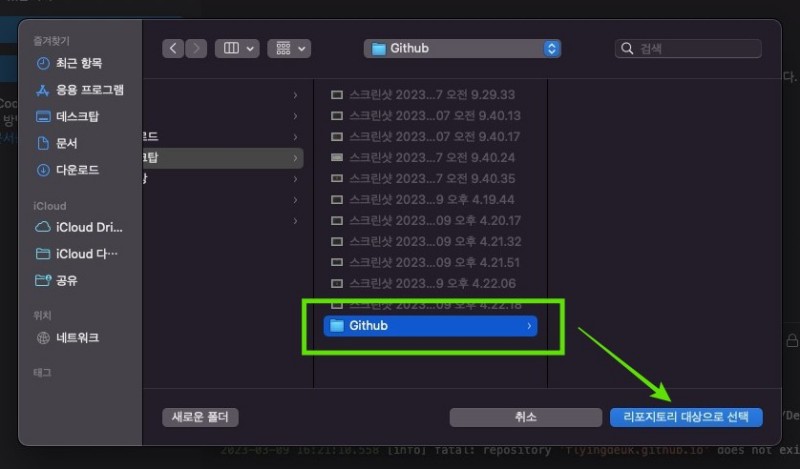 즐겨찾기
최근 항목
응용 프로그램
데스크탑
문서
다운로드
iCloud
iCloud Dri...
iCloud 다...
공유
위치
네트워크
태그
Github
검색
로드
크탑
스크린샷 2023...7 오전 9.29.33
스크린샷 2023...07 오전 9.40.13
스크린샷 2023...07 오전 9.40.17
스크린샷 2023...7 오전 9.40.24
스크린샷 2023...7 오전 9.40.35
스크린샷 2023...9 오후 4.19.44
스크린샷 2023...09 오후 4.20.17
스크린샷 2023...09 오후 4.21.32
스크린샷 2023...09 오후 4.21.51
스크린샷 2023...9 오후 4.22.06
스크린샷 2023...09 오후 4.22.18
Github
새로운 폴더
취소
리포지토리 대상으로 선택
다.
Cod
방법
/De
2023-03-09 16:21:10.550 [info] fatal: repository 'flyingdeuk.github.io' does not exi